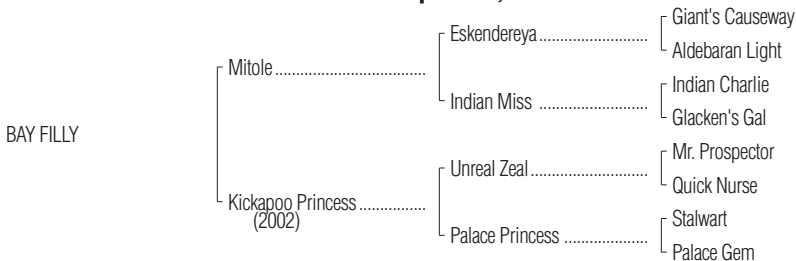 Giant's Causeway
Eskendereya
Aldebaran Light
Mitole
Indian Charlie
Indian Miss
Glacken's Gal
BAY FILLY
Mr. Prospector
Unreal Zeal
Quick Nurse
Kickapoo Princess
(2002)
Stalwart
Palace Princess
Palace Gem